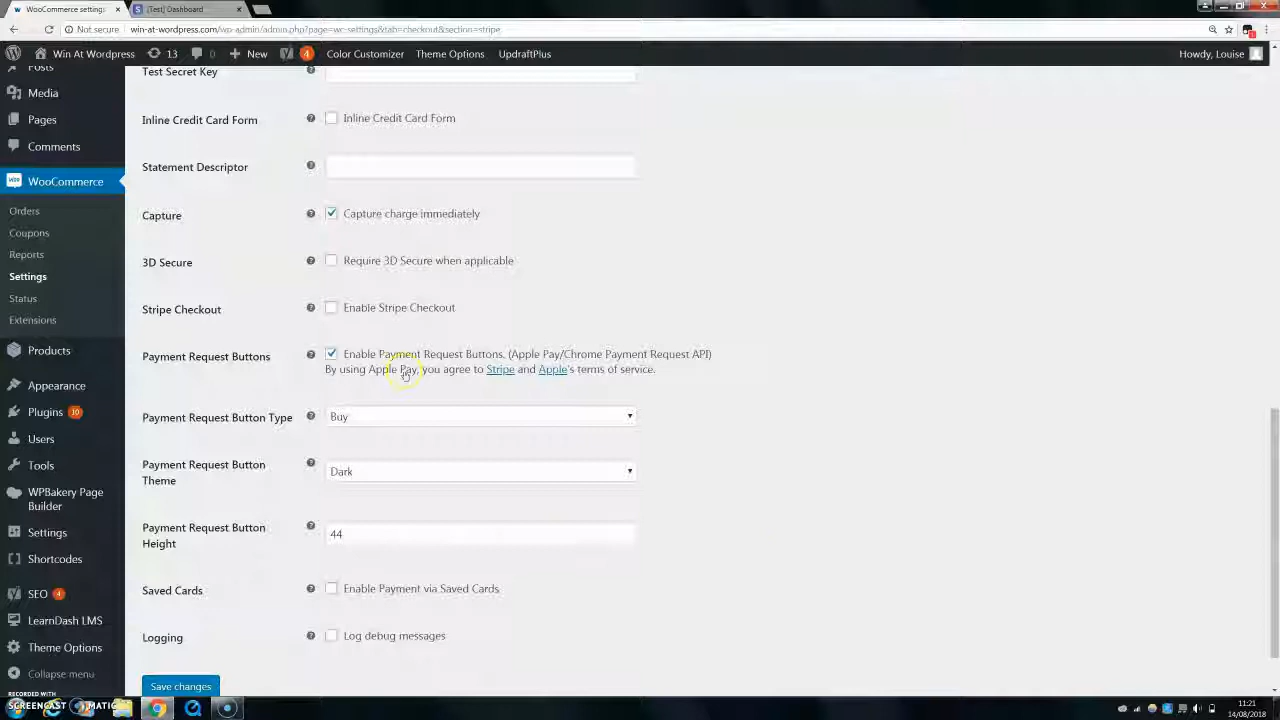 WooCommerce setting
[Test] Dashboard
Not secure
win-at-wordpress.com/wp-admin/admin.php?page=wc-settings&tab=checkout&section=stripe
Win At Wordpress
13
0
New
4
Color Customizer
Theme Options
UpdraftPlus
Howdy, Louise
Posts
Media
Pages
Comments
WooCommerce
Orders
Coupons
Reports
Settings
Status
Extensions
Products
Appearance
Plugins 10
Users
Tools
WPBakery Page
Builder
Settings
Shortcodes
SEO 4
LearnDash LMS
Theme Options
Collapse menu
Test Secret Key
Inline Credit Card Form
Inline Credit Card Form
Statement Descriptor
Capture
Capture charge immediately
3D Secure
Require 3D Secure when applicable
Stripe Checkout
Enable Stripe Checkout
Payment Request Buttons
Enable Payment Request Buttons. (Apple Pay/Chrome Payment Request API)
By using Apple Pay, you agree to Stripe and Apple's terms of service.
Payment Request Button Type
Buy
Payment Request Button
Theme
Dark
Payment Request Button
Height
44
Saved Cards
Enable Payment via Saved Cards
Logging
Log debug messages
Save changes
RECORDED WITH
SCREENCAST MATIC
11:21
14/08/2018